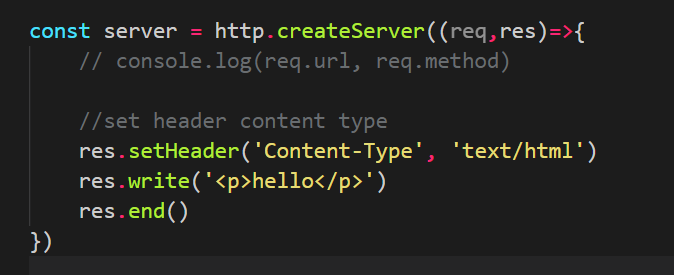 const server = http.createServer((req,res)=>{
    // console.log(req.url, req.method)

    //set header content type
    res.setHeader('Content-Type', 'text/html')
    res.write('<p>hello</p>')
    res.end()
})